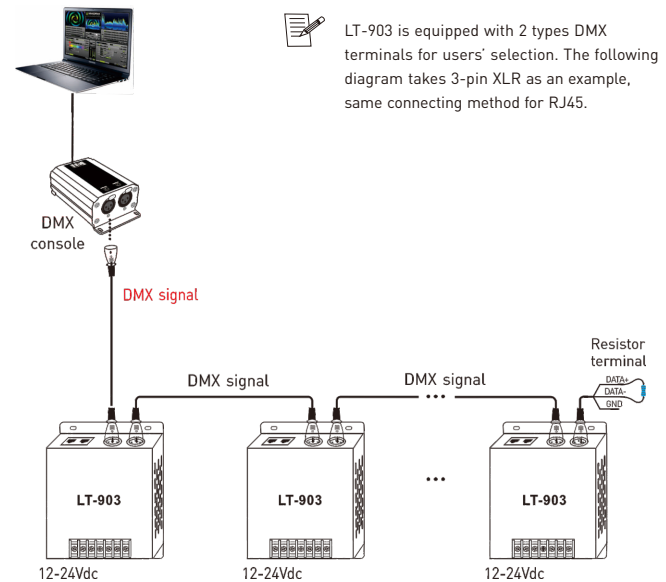 LT-903 is equipped with 2 types DMX
terminals for users' selection. The following
diagram takes 3-pin XLR as an example,
same connecting method for RJ45.
DMX
console
DMX signal
Resistor
terminal
DMX signal
DMX signal
DATA+
DATA-
GND
LT-903
LT-903
LT-903
12-24Vdc
12-24Vdc
12-24Vdc